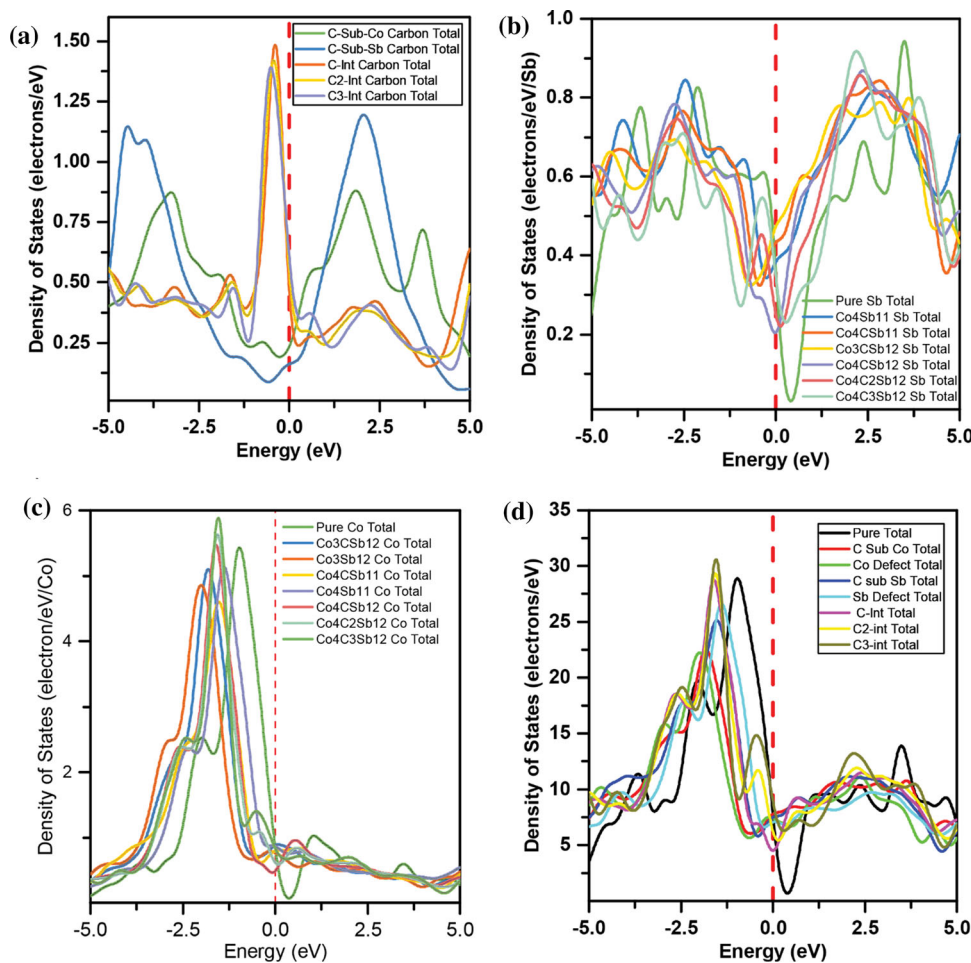 (a)
Density of States (electrons/eV)
1.50
1.25
1.00
0.75
0.50
0.25
C-Sub-Co Carbon Total
C-Sub-Sb Carbon Total
C-Int Carbon Total
C2-Int Carbon Total
C3-Int Carbon Total
-5.0 -2.5 0.0 2.5 5.0
Energy (eV)
(b)
Density of States (electrons/eV/Sb)
1.0
0.8
0.6
0.4
0.2
Pure Sb Total
Co4Sb11 Sb Total
Co4CSb11 Sb Total
Co3CSb12 Sb Total
Co4CSb12 Sb Total
Co4C2Sb12 Sb Total
Co4C3Sb12 Sb Total
-5.0 -2.5 0.0 2.5 5.0
Energy (eV)
(c)
Density of States (electron/eV/Co)
6
4
2
Pure Co Total
Co3CSb12 Co Total
Co3Sb12 Co Total
Co4CSb11 Co Total
Co4Sb11 Co Total
Co4CSb12 Co Total
Co4C2Sb12 Co Total
Co4C3Sb12 Co Total
-5.0 -2.5 0.0 2.5 5.0
Energy (eV)
(d)
Density of States (electrons/eV)
35
30
25
20
15
10
5
Pure Total
C Sub Co Total
Co Defect Total
C sub Sb Total
Sb Defect Total
C-Int Total
C2-int Total
C3-int Total
-5.0 -2.5 0.0 2.5 5.0
Energy (eV)